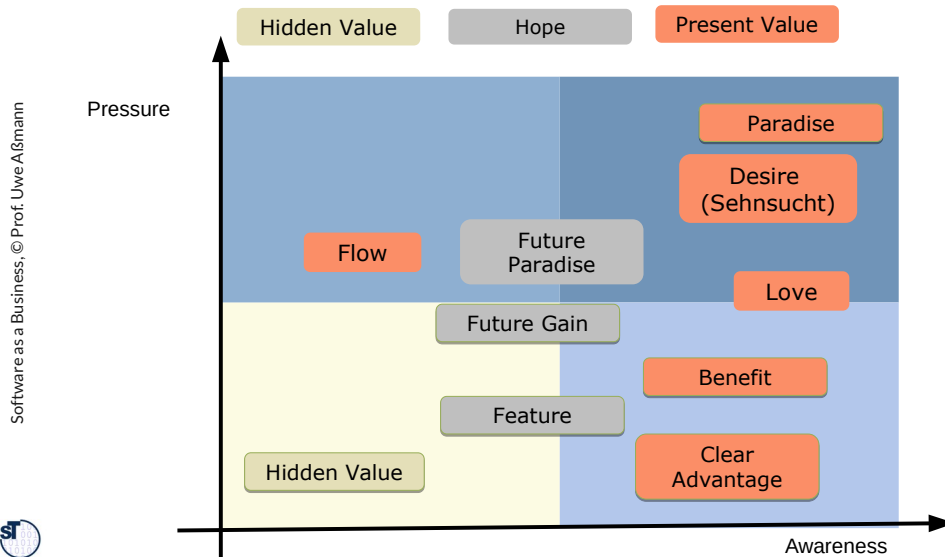 Hidden Value
Hope
Present Value
Pressure
Paradise
Desire
(Sehnsucht)
Flow
Future
Paradise
Love
Future Gain
Benefit
Feature
Clear
Advantage
Hidden Value
Awareness
Software as a Business, © Prof. Uwe Aßmann
ST